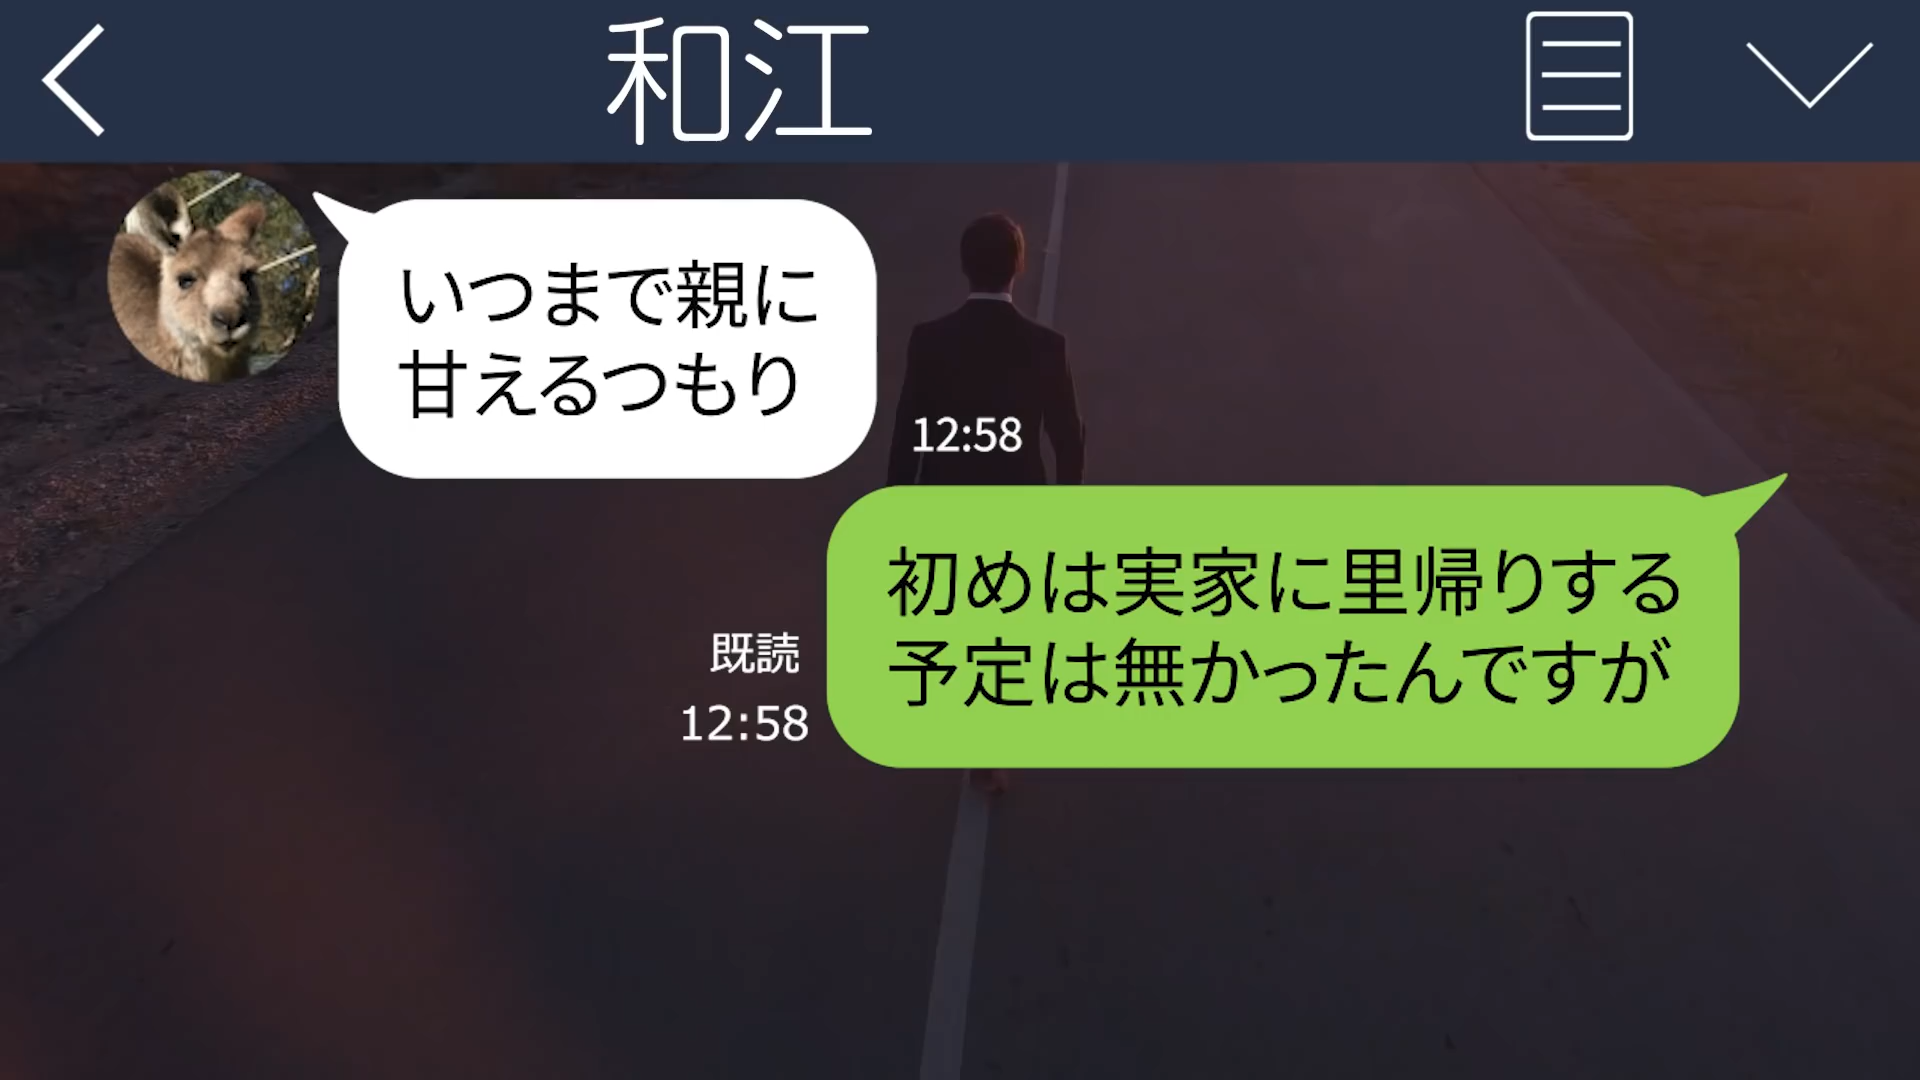 和江
いつまで親に
甘えるつもり
12:58
初めは実家に里帰りする
予定は無かったんですが
既読
12:58